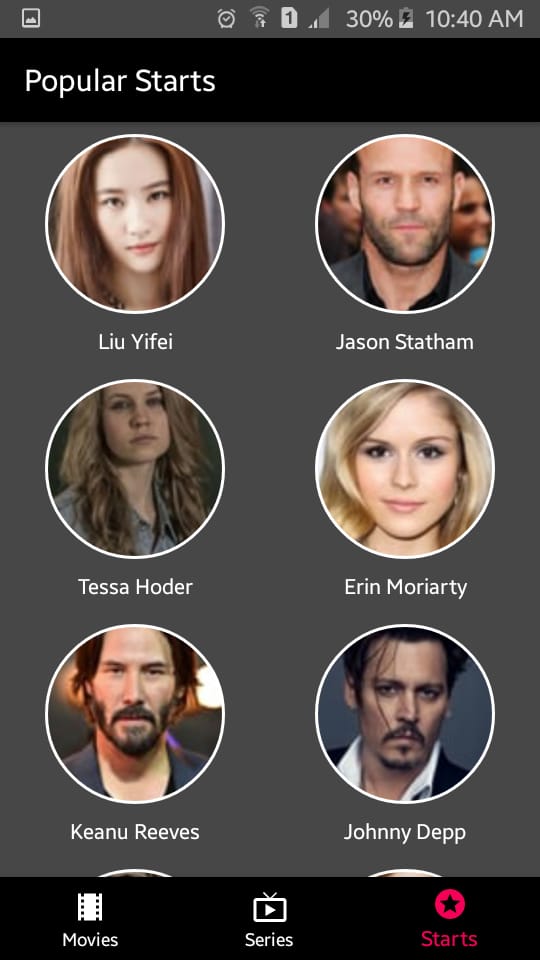 1 30% 10:40 AM
Popular Starts
Liu Yifei
Jason Statham
Tessa Hoder
Erin Moriarty
Keanu Reeves
Johnny Depp
Movies
Series
Starts